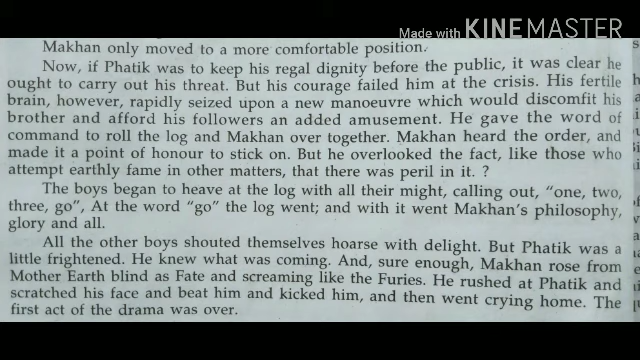 Made with KINEMASTER
Makhan only moved to a more comfortable position.
Now, if Phatik was to keep his regal dignity before the public, it was clear he
ought to carry out his threat. But his courage failed him at the crisis. His fertile
brain, however, rapidly seized upon a new manoeuvre which would discomfit his
brother and afford his followers an added amusement. He gave the word of
command to roll the log and Makhan over together. Makhan heard the order, and
made it a point of honour to stick on. But he overlooked the fact, like those who
attempt earthly fame in other matters, that there was peril in it. ?
The boys began to heave at the log with all their might, calling out, “one, two,
three, go”, At the word “go” the log went; and with it went Makhan's philosophy,
glory and all.
All the other boys shouted themselves hoarse with delight. But Phatik was a
little frightened. He knew what was coming. And, sure enough, Makhan rose from
Mother Earth blind as Fate and screaming like the Furies. He rushed at Phatik and
scratched his face and beat him and kicked him, and then went crying home. The
first act of the drama was over.